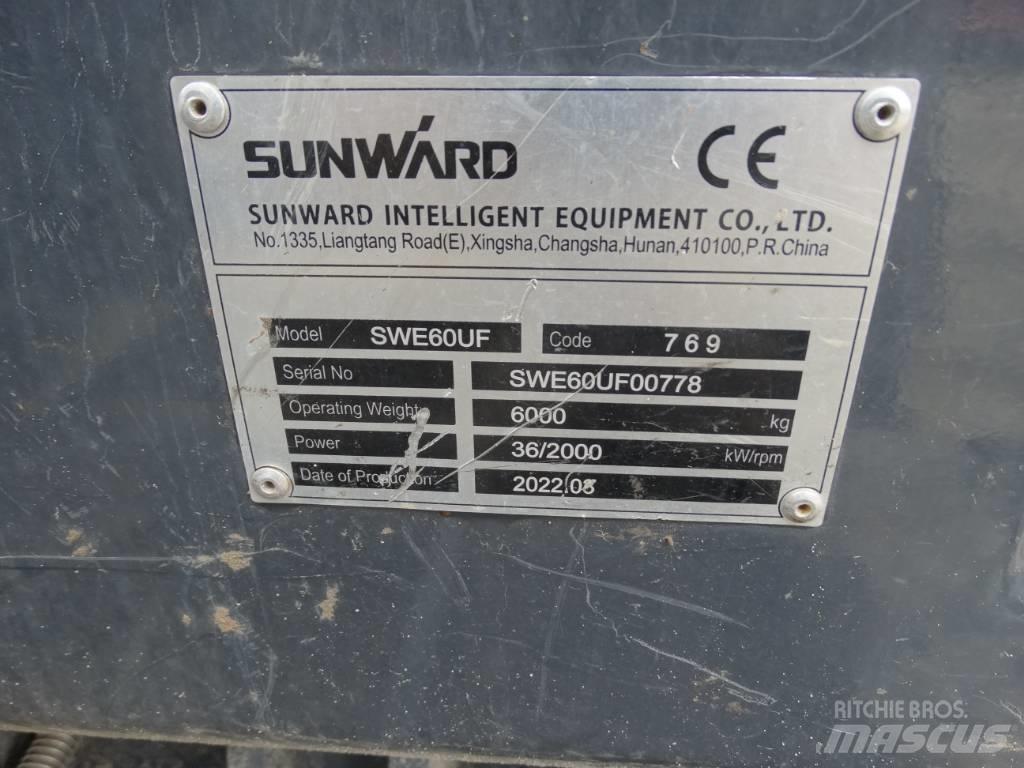 SUNWARD CE
SUNWARD INTELLIGENT EQUIPMENT CO., LTD.
No.1335,Liangtang Road(E),Xingsha,Changsha,Hunan,410100,P.R.China
Model SWE60UF Code 769
Serial No SWE60UF00778
Operating Weight 6000 kg
Power 36/2000 kW/rpm
Date of Production
RITCHIE BROS.
MASCUS